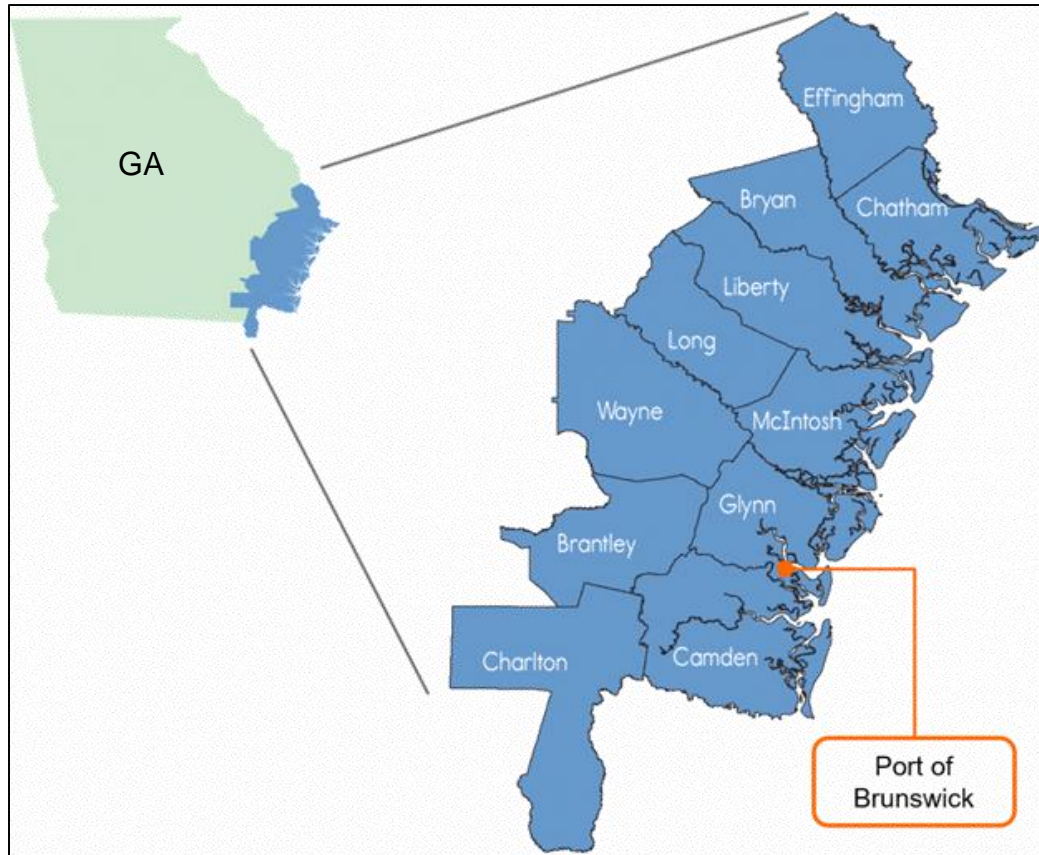 GA
Effingham
Bryan
Chatham
Liberty
Long
Wayne
McIntosh
Glynn
Brantley
Charlton
Camden
Port of
Brunswick